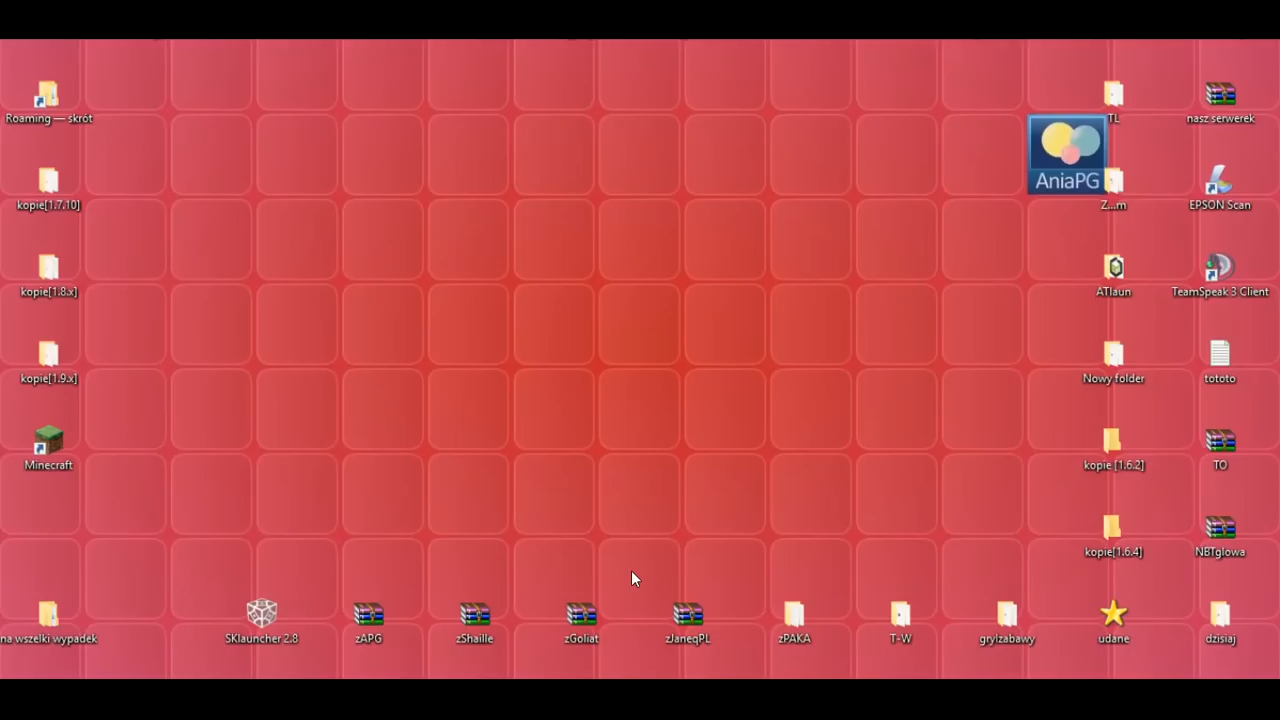 Roaming — skrót
TL
nasz serwerek
AniaPG
kopie[1.7.10]
Z...m
EPSON Scan
kopie[1.8.x]
ATlaun
TeamSpeak 3 Client
kopie[1.9.x]
Nowy folder
tototo
Minecraft
kopie [1.6.2]
TO
kopie[1.6.4]
NBTglowa
na wszelki wypadek
SKlauncher 2.8
zAPG
zShaille
zGoliat
zJaneqPL
zPAKA
T-W
gryIzabawy
udane
dzisiaj